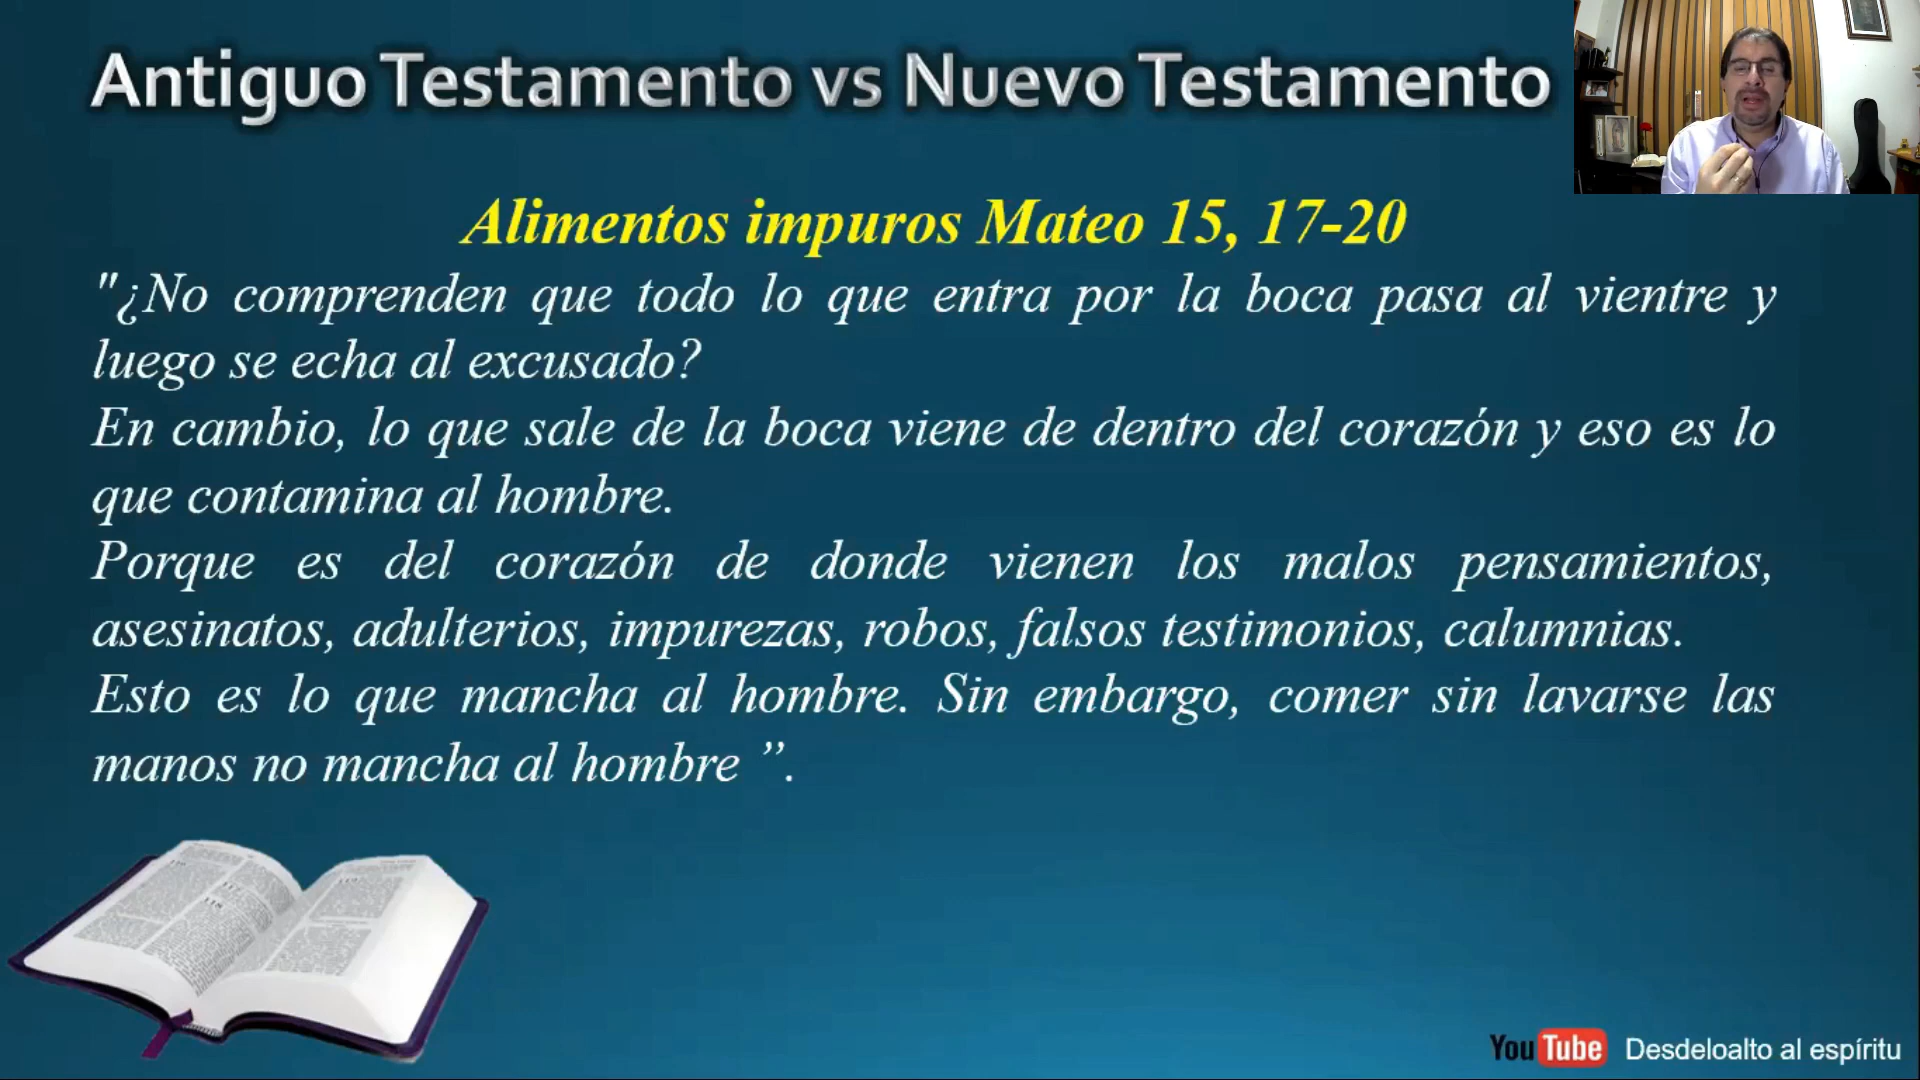 Antiguo Testamento vs Nuevo Testamento
Alimentos impuros Mateo 15, 17-20
"¿No comprenden que todo lo que entra por la boca pasa al vientre y
luego se echa al excusado?
En cambio, lo que sale de la boca viene de dentro del corazón y eso es lo
que contamina al hombre.
Porque es del corazón de donde vienen los malos pensamientos,
asesinatos, adulterios, impurezas, robos, falsos testimonios, calumnias.
Esto es lo que mancha al hombre. Sin embargo, comer sin lavarse las
manos no mancha al hombre ”.
117
118
YouTube Desdeloalto al espíritu